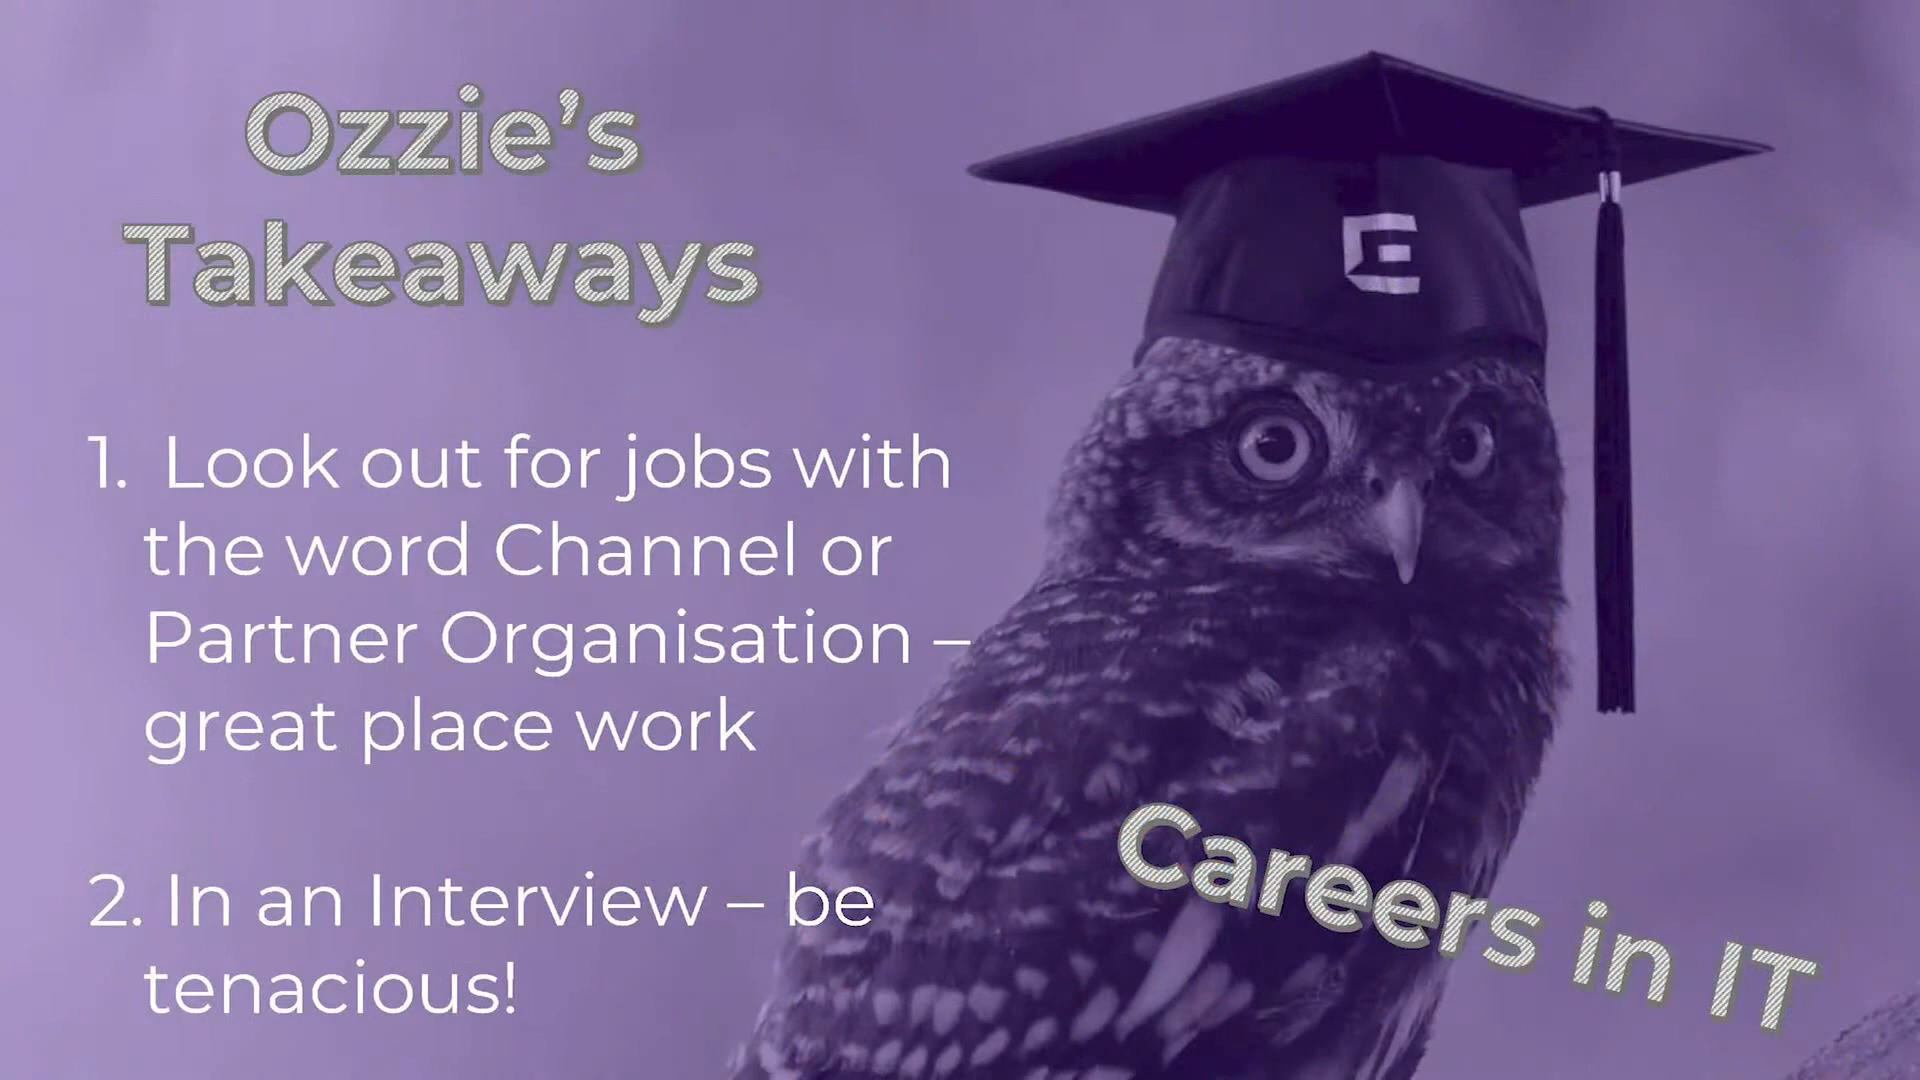 Ozzie's
Takeaways
1. Look out for jobs with
the word Channel or
Partner Organisation –
great place work
2. In an Interview – be
tenacious!
Careers in IT
E